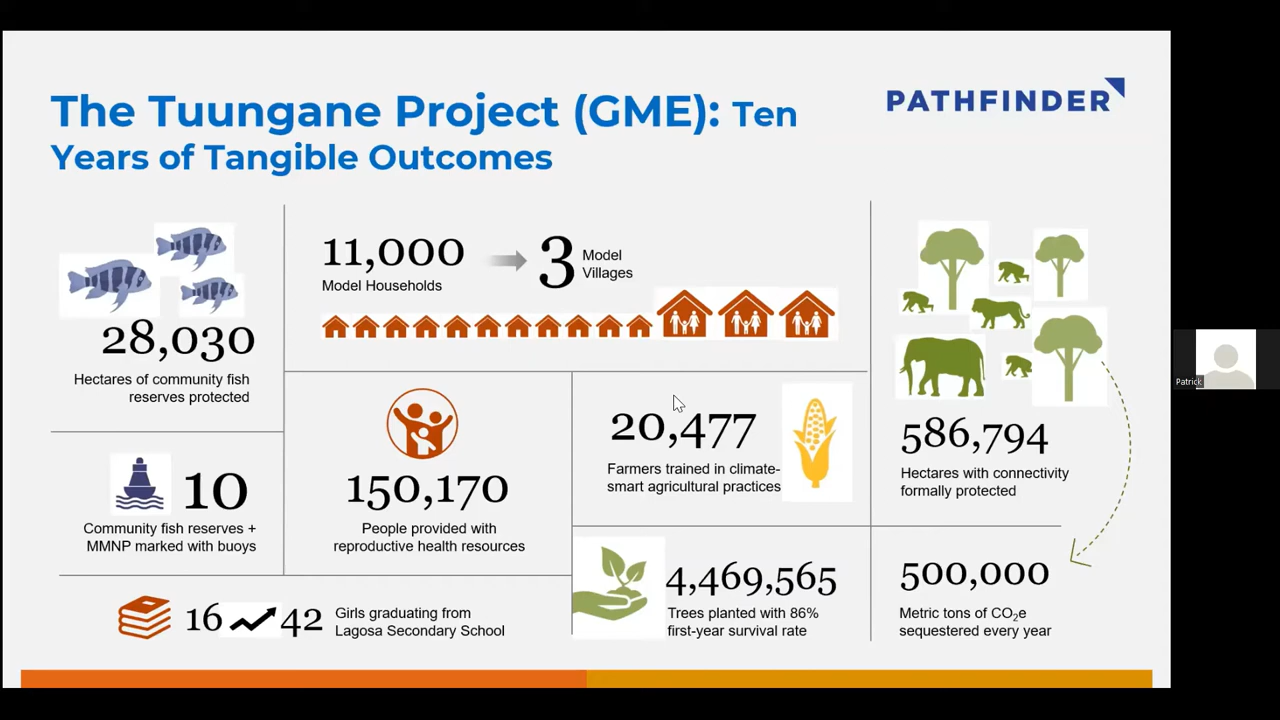 The Tuungane Project (GME): Ten
Years of Tangible Outcomes
PATHFINDER
28,030
Hectares of community fish
reserves protected
10
Community fish reserves +
MMNP marked with buoys
11,000
Model Households
3
Model
Villages
150,170
People provided with
reproductive health resources
20,477
Farmers trained in climate-
smart agricultural practices
586,794
Hectares with connectivity
formally protected
16 42
Girls graduating from
Lagosa Secondary School
4,469,565
Trees planted with 86%
first-year survival rate
500,000
Metric tons of CO₂e
sequestered every year
Patrick